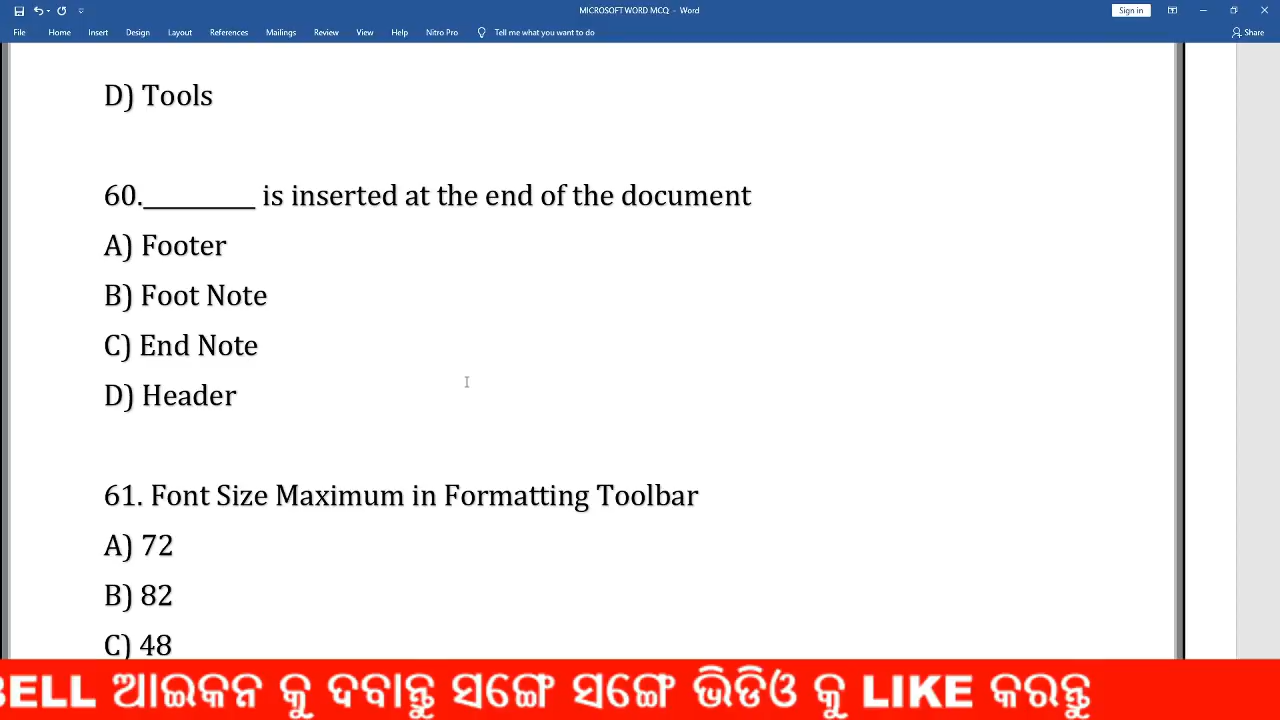 MICROSOFT WORD MCQ - Word
Sign in
File Home Insert Design Layout References Mailings Review View Help Nitro Pro Tell me what you want to do Share
D) Tools
60.________ is inserted at the end of the document
A) Footer
B) Foot Note
C) End Note
D) Header
61. Font Size Maximum in Formatting Toolbar
A) 72
B) 82
C) 48
BELL ଆଇକନ କୁ ଦବାନ୍ତୁ ସଙ୍ଗେ ସଙ୍ଗେ ଭିଡିଓ କୁ LIKE କରନ୍ତୁ